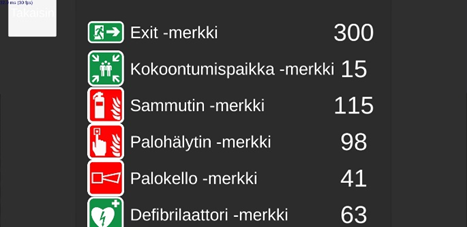 Exit -merkki 300
Kokoontumispaikka -merkki 15
Sammutin -merkki 115
Palohälytin -merkki 98
Palokello -merkki 41
Defibrilaattori -merkki 63